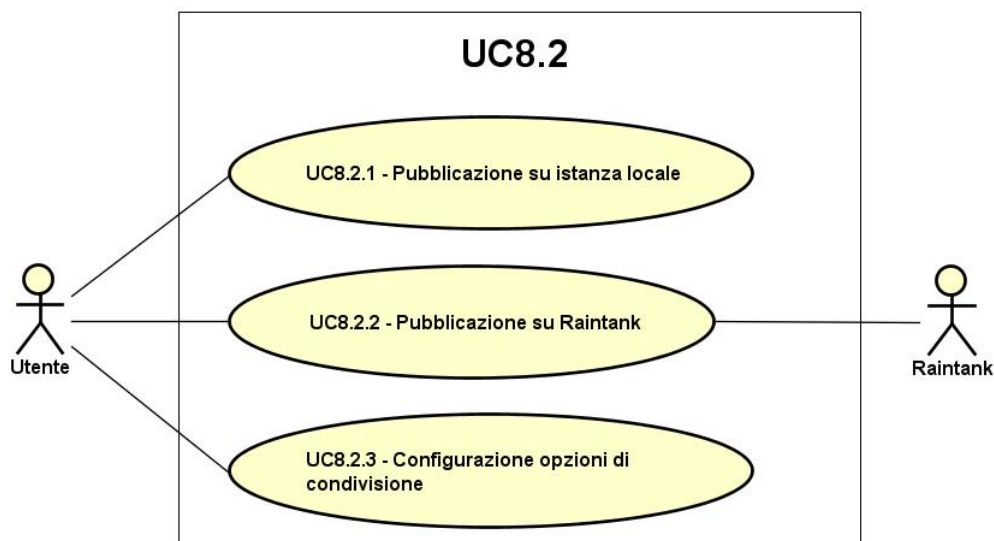 UC8.2
UC8.2.1 - Pubblicazione su istanza locale
UC8.2.2 - Pubblicazione su Raintank
Utente
Raintank
UC8.2.3 - Configurazione opzioni di
condivisione